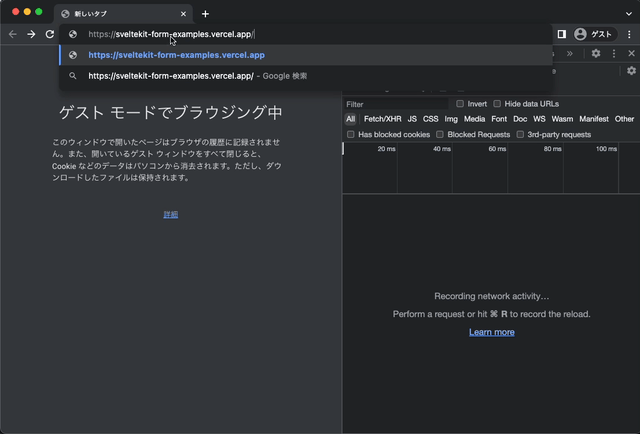 新しいタブ
https://sveltekit-form-examples.vercel.app/
ゲスト
https://sveltekit-form-examples.vercel.app
https://sveltekit-form-examples.vercel.app/ - Google 検索
ゲスト モードでブラウジング中
このウィンドウで開いたページはブラウザの履歴に記録されませ
ん。また、開いているゲスト ウィンドウをすべて閉じると、
Cookie などのデータはパソコンから消去されます。ただし、ダウ
ンロードしたファイルは保持されます。
詳細
Filter
Invert
Hide data URLs
All Fetch/XHR JS CSS Img Media Font Doc WS Wasm Manifest Other
Has blocked cookies
Blocked Requests
3rd-party requests
20 ms 40 ms 60 ms 80 ms 100 ms
Recording network activity…
Perform a request or hit ⌘ R to record the reload.
Learn more